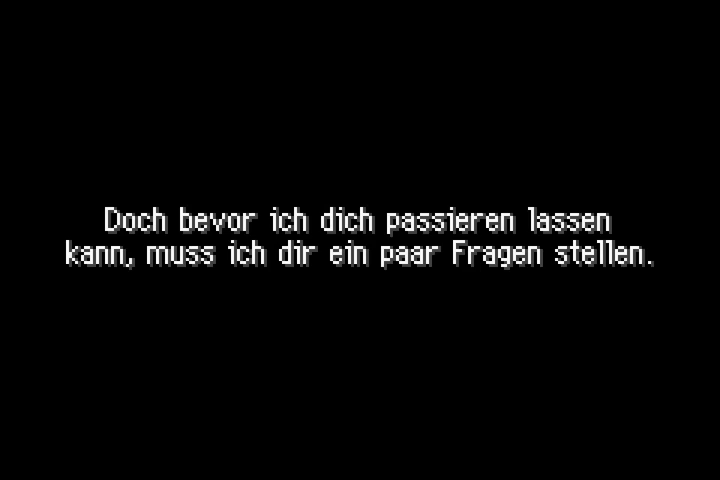 Doch bevor ich dich passieren lassen
kann, muss ich dir ein paar Fragen stellen.